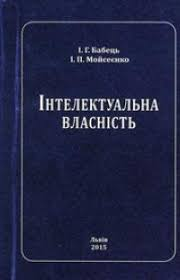 І. Г. Бабець
І. П. Мойсеєнко
ІНТЕЛЕКТУАЛЬНА
ВЛАСНІСТЬ
Львів
2015